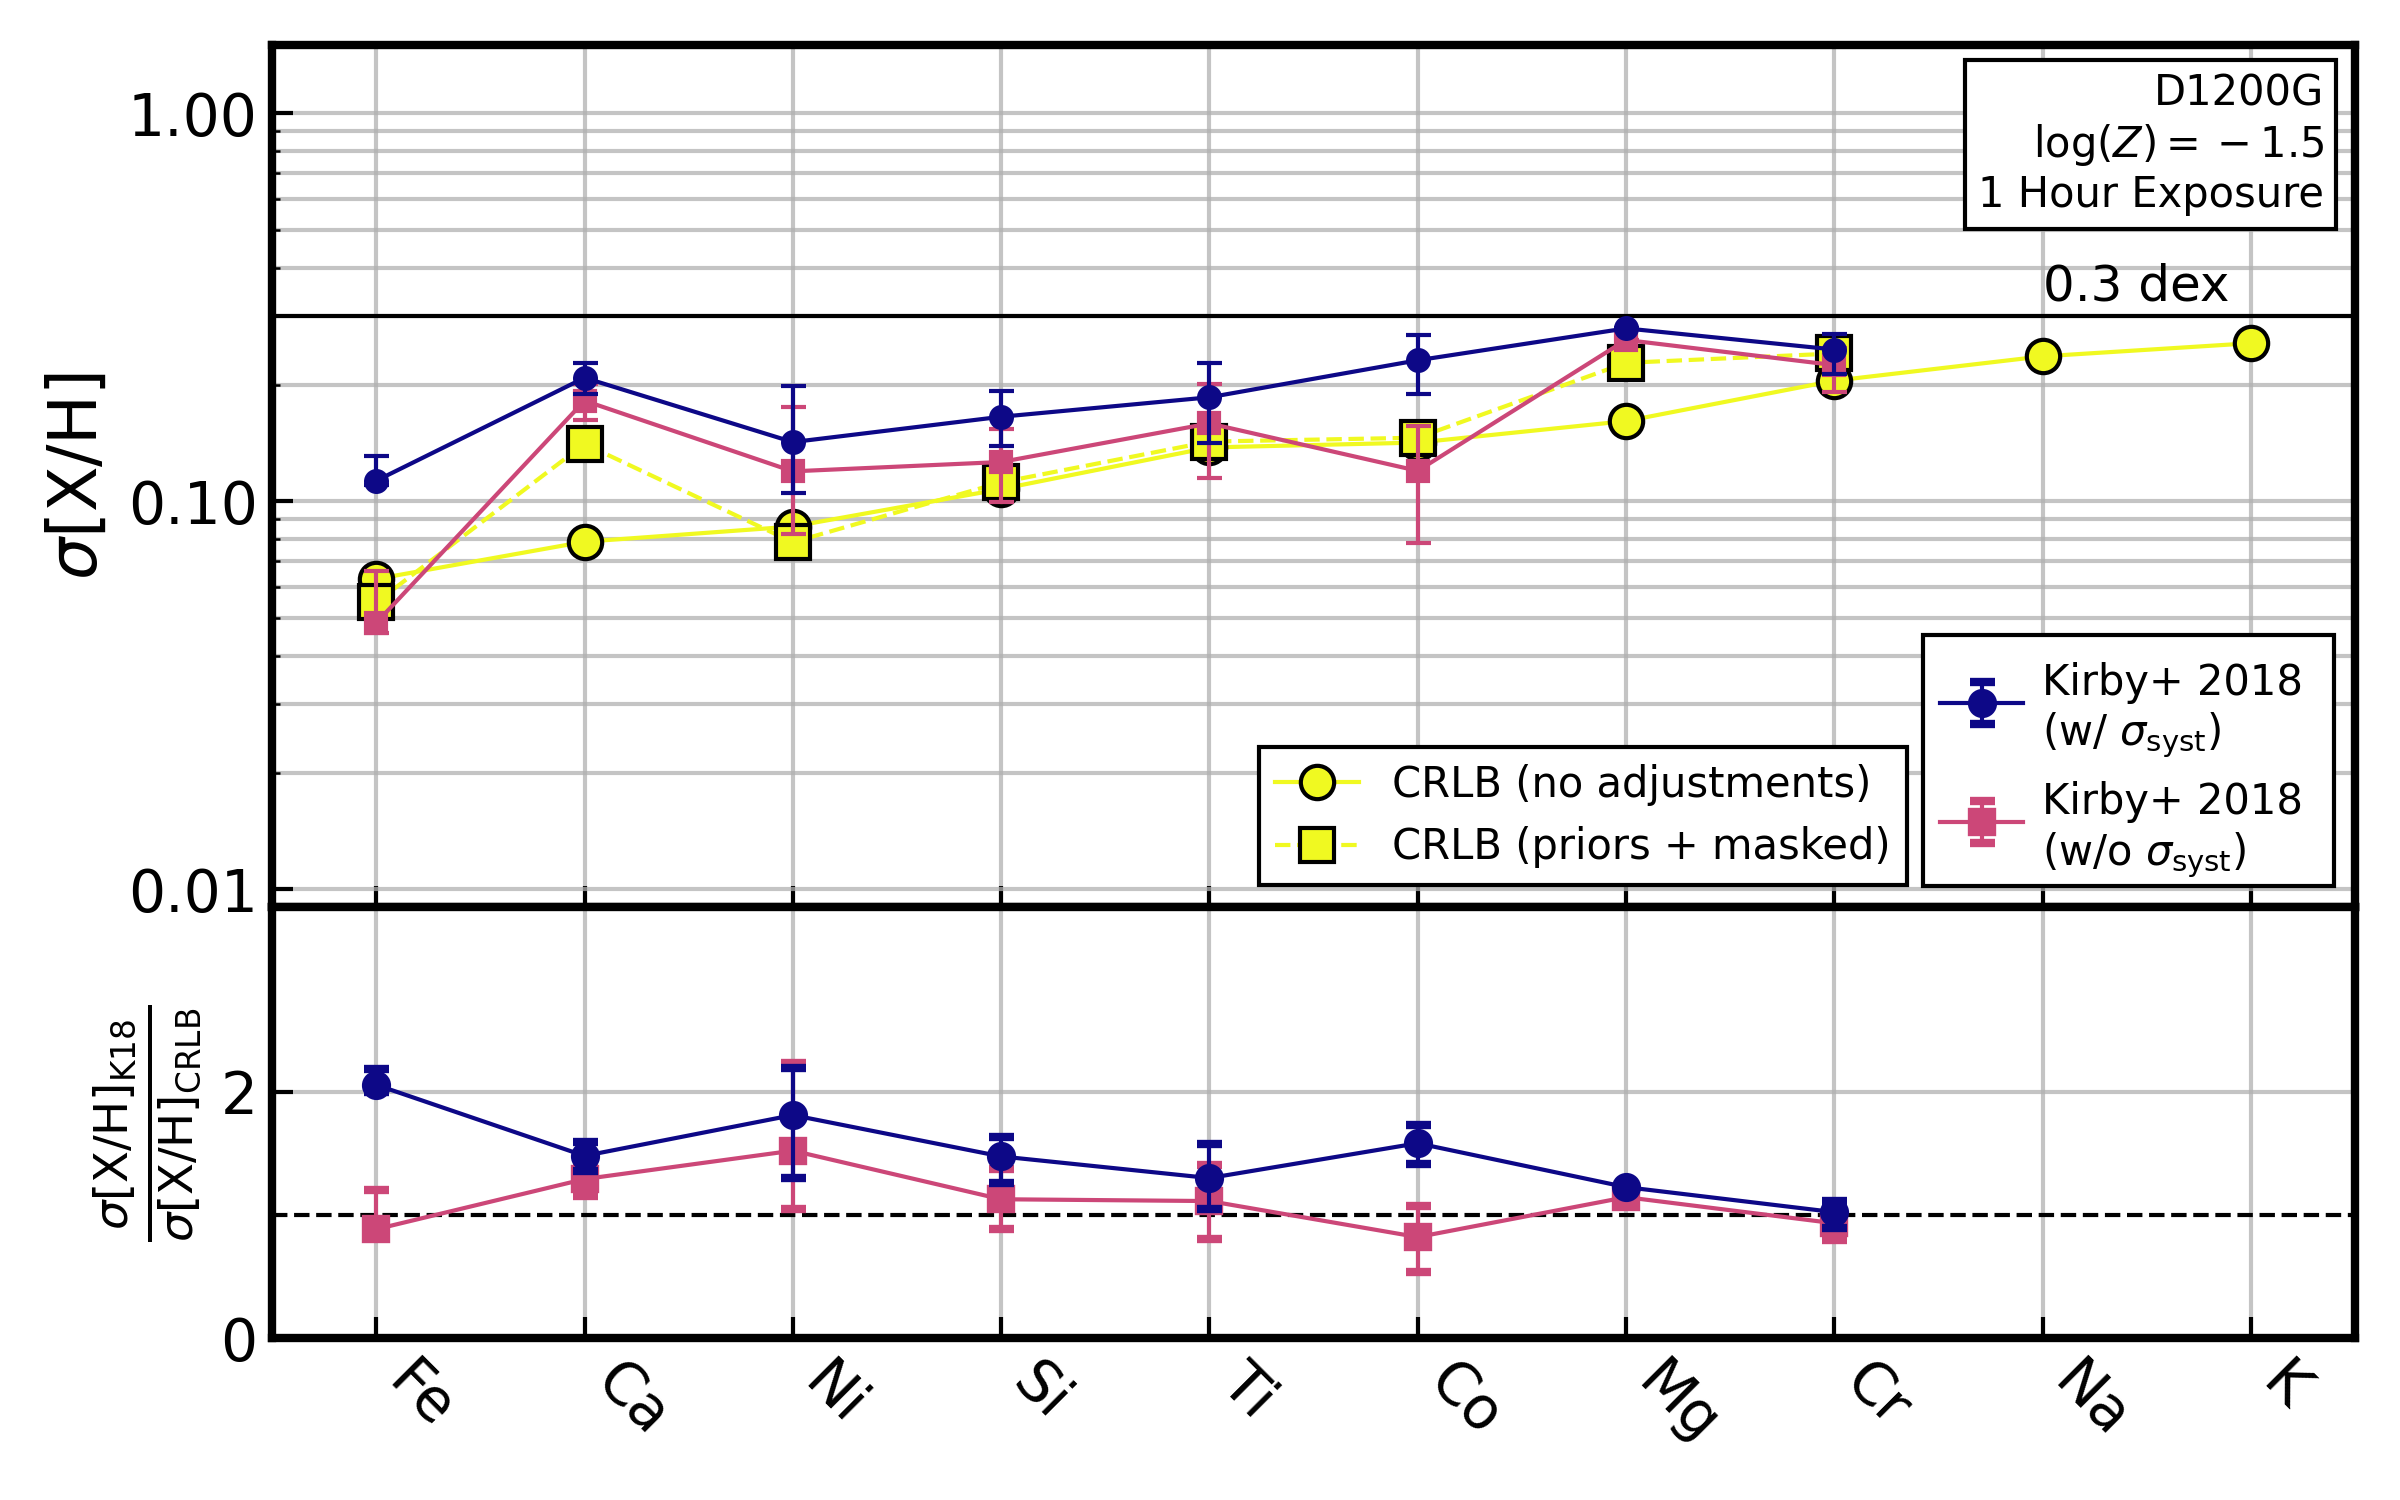 D1200G
log(Z) = −1.5
1 Hour Exposure
0.3 dex
1.00
0.10
0.01
σ[X/H]
CRLB (no adjustments)
CRLB (priors + masked)
Kirby+ 2018
(w/ σsyst)
Kirby+ 2018
(w/o σsyst)
σ[X/H]K18
σ[X/H]CRLB
2
0
Fe Ca Ni Si Ti Co Mg Cr Na K